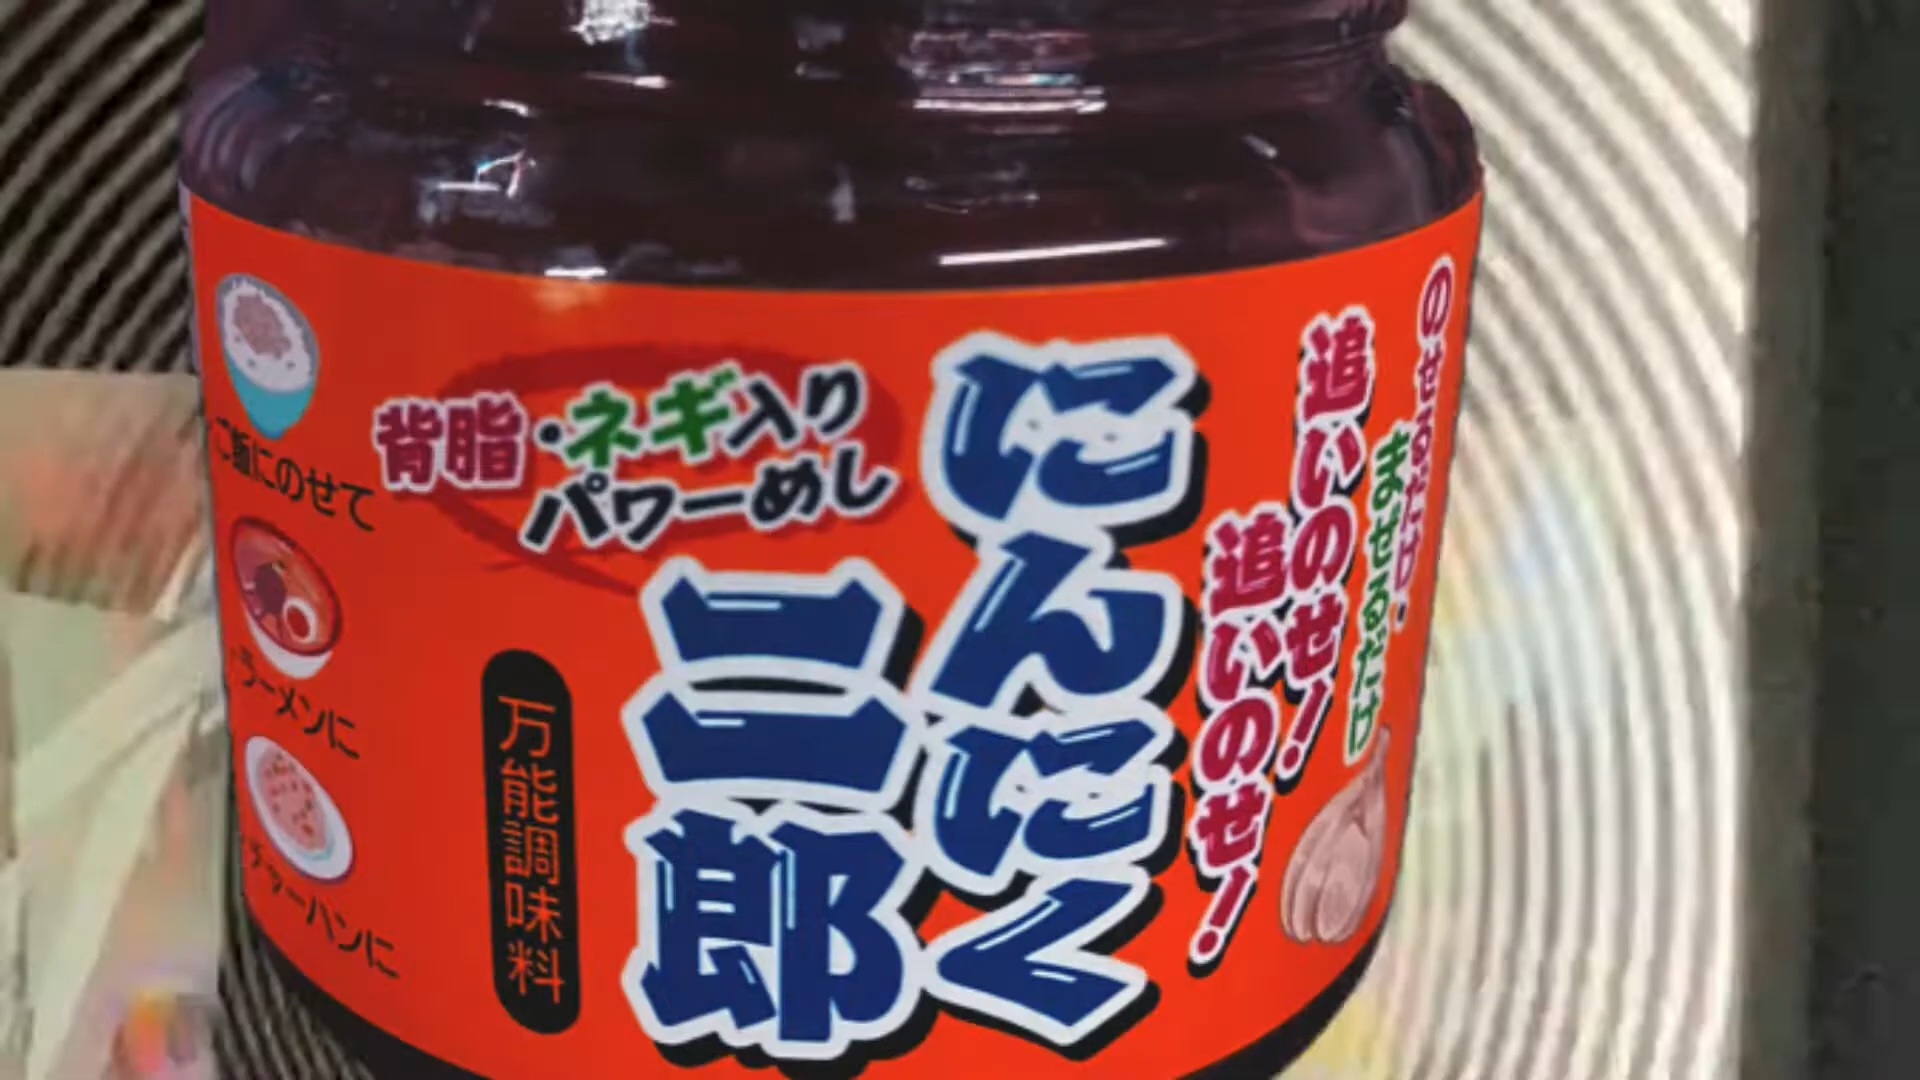 のせるだけ・
まぜるだけ
追いのせ！
追いのせ！
にんにく
二郎
背脂・ネギ入り
パワーめし
万能調味料
ご飯にのせて
ラーメンに
チャーハンに